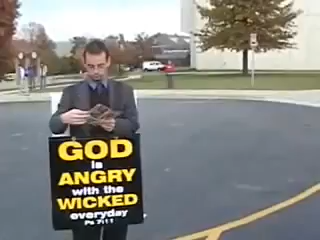 GOD
is
ANGRY
with the
WICKED
everyday
Ps 7:11